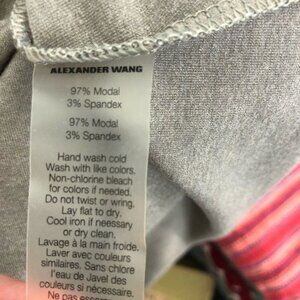 ALEXANDER WANG
97% Modal
3% Spandex
97% Modal
3% Spandex
Hand wash cold
Wash with like colors.
Non-chlorine bleach
for colors if needed.
Do not twist or wring.
Lay flat to dry.
Cool iron if necessary
or dry clean.
Lavage à la main froide.
Laver avec couleurs
similaires. Sans chlore
l'eau de Javel des
couleurs si nécessaire.
Ne pas